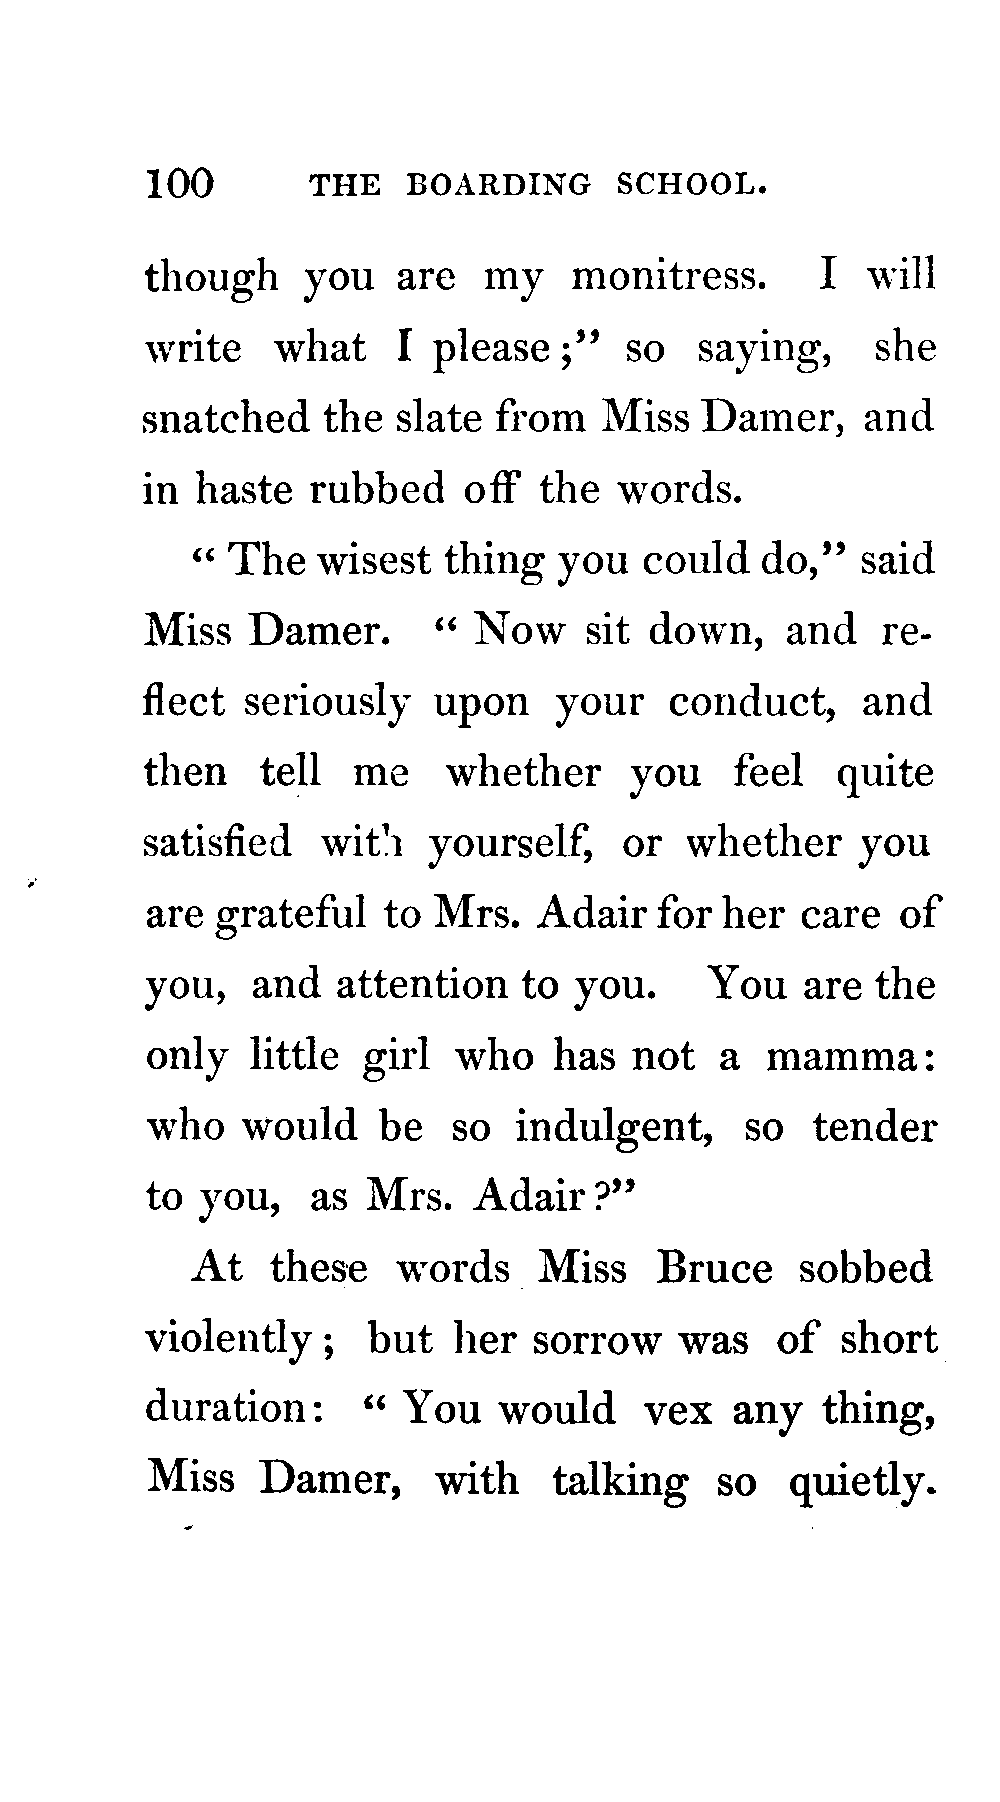 100 THE BOARDING SCHOOL.
though you are my monitress. I will
write what I please;" so saying, she
snatched the slate from Miss Damer, and
in haste rubbed off the words.
" The wisest thing you could do," said
Miss Damer. " Now sit down, and re-
flect seriously upon your conduct, and
then tell me whether you feel quite
satisfied with yourself, or whether you
are grateful to Mrs. Adair for her care of
you, and attention to you. You are the
only little girl who has not a mamma:
who would be so indulgent, so tender
to you, as Mrs. Adair?"
At these words Miss Bruce sobbed
violently; but her sorrow was of short
duration: " You would vex any thing,
Miss Damer, with talking so quietly.